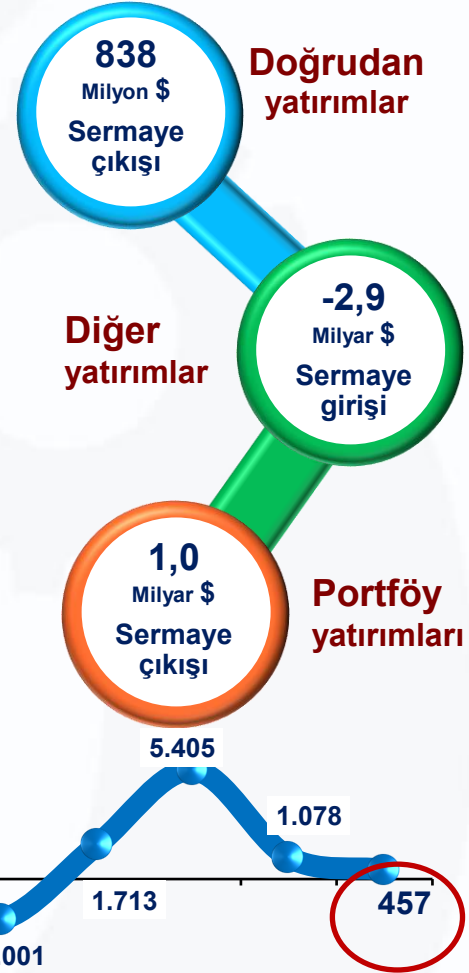 838
Milyon $
Sermaye
çıkışı
Doğrudan
yatırımlar
-2,9
Milyar $
Sermaye
girişi
Diğer
yatırımlar
1,0
Milyar $
Sermaye
çıkışı
Portföy
yatırımları
5.405
1.078
1.713
457
.001